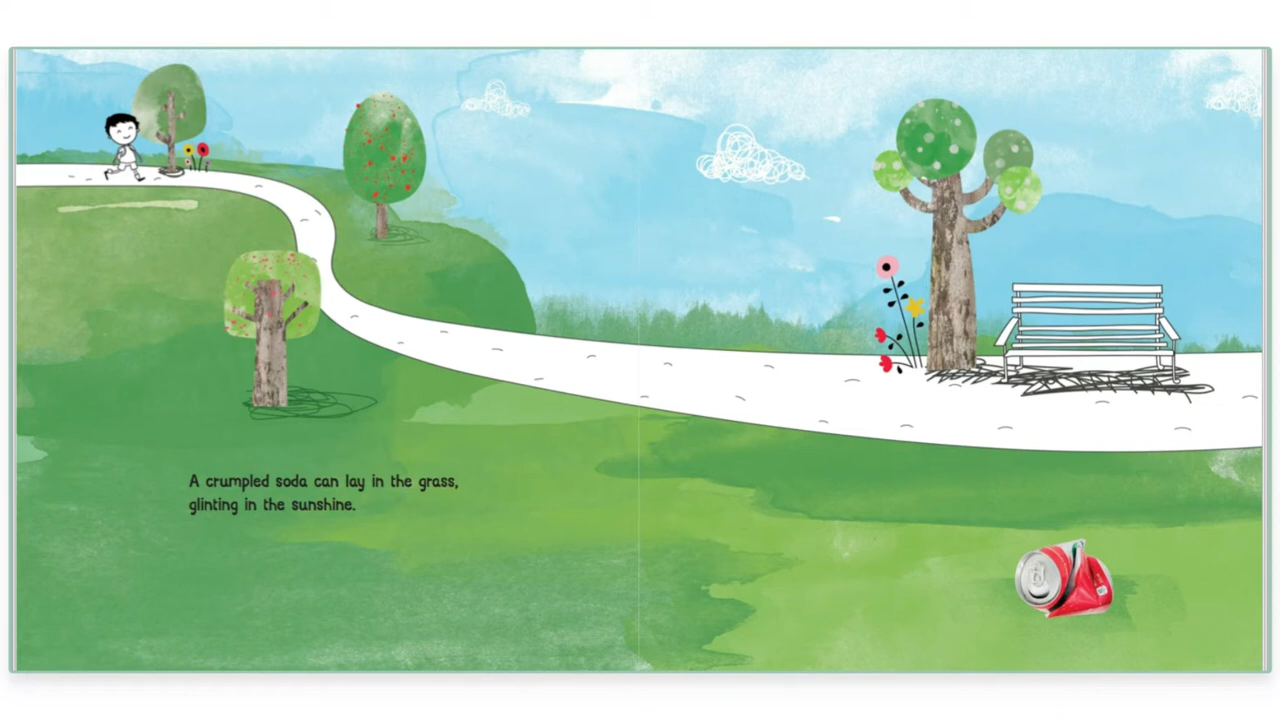 A crumpled soda can lay in the grass,
glinting in the sunshine.